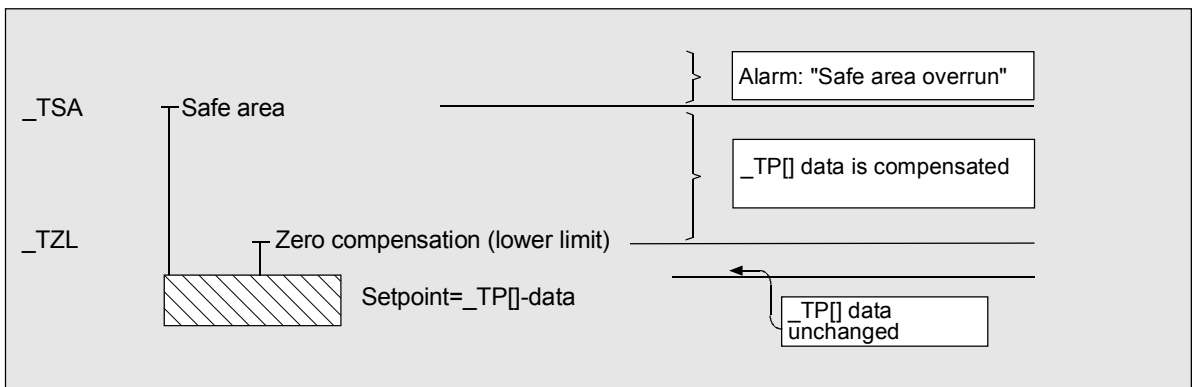 Alarm: "Safe area overrun"
_TSA
Safe area
_TP[] data is compensated
_TZL
Zero compensation (lower limit)
Setpoint=_TP[]-data
_TP[] data
unchanged